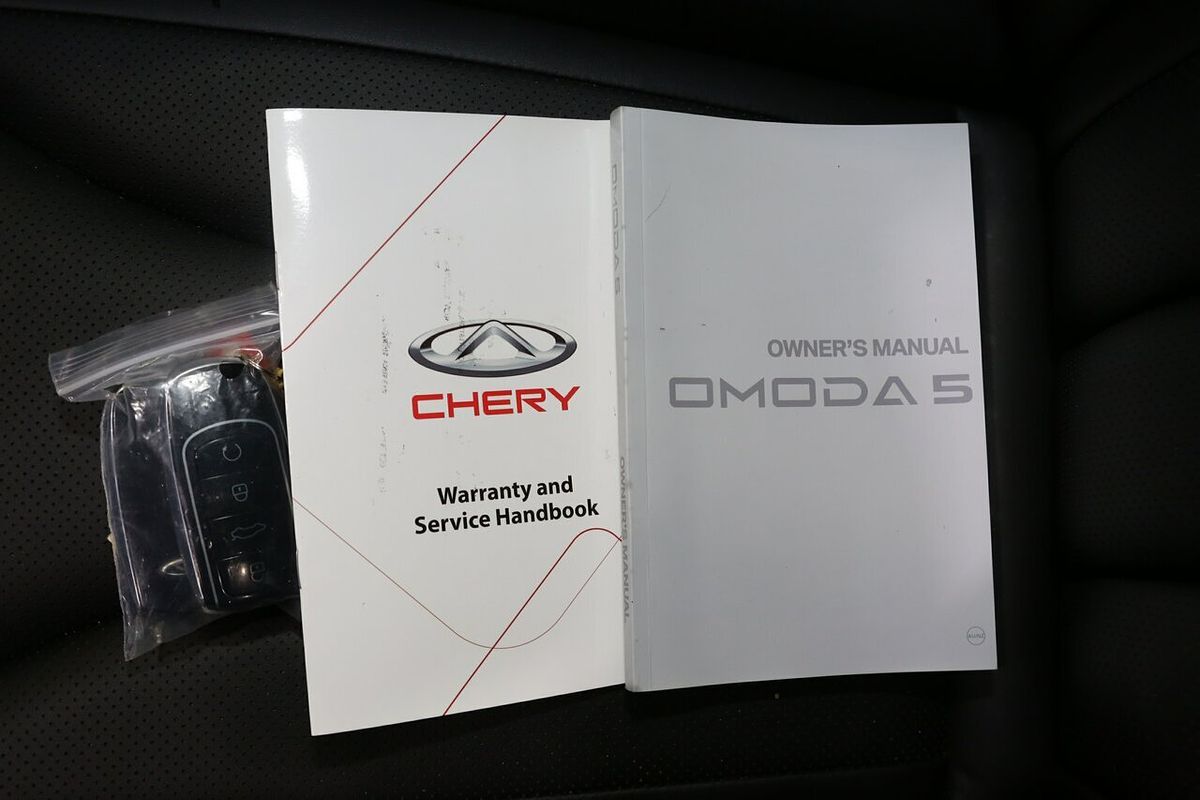 CHERY
Warranty and
Service Handbook
OMODA 5
OWNER'S MANUAL
OWNER'S MANUAL
OMODA 5